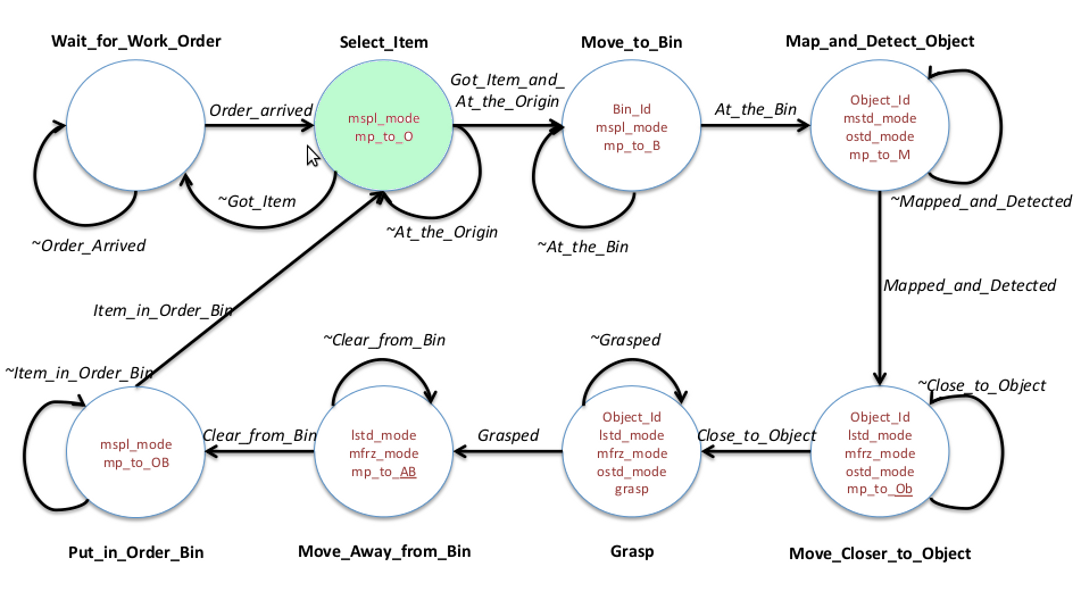 Wait_for_Work_Order
Select_Item
Move_to_Bin
Map_and_Detect_Object
Order_arrived
mspl_mode
mp_to_O
Got_Item_and_
At_the_Origin
Bin_Id
mspl_mode
mp_to_B
At_the_Bin
Object_Id
mstd_mode
ostd_mode
mp_to_M
~Order_Arrived
~Got_Item
~At_the_Origin
~At_the_Bin
~Mapped_and_Detected
Mapped_and_Detected
Item_in_Order_Bin
~Item_in_Order_Bin
~Clear_from_Bin
~Grasped
~Close_to_Object
mspl_mode
mp_to_OB
Clear_from_Bin
lstd_mode
mfrz_mode
mp_to_AB
Grasped
Object_Id
lstd_mode
mfrz_mode
ostd_mode
grasp
Close_to_Object
Object_Id
lstd_mode
mfrz_mode
ostd_mode
mp_to_Ob
Put_in_Order_Bin
Move_Away_from_Bin
Grasp
Move_Closer_to_Object